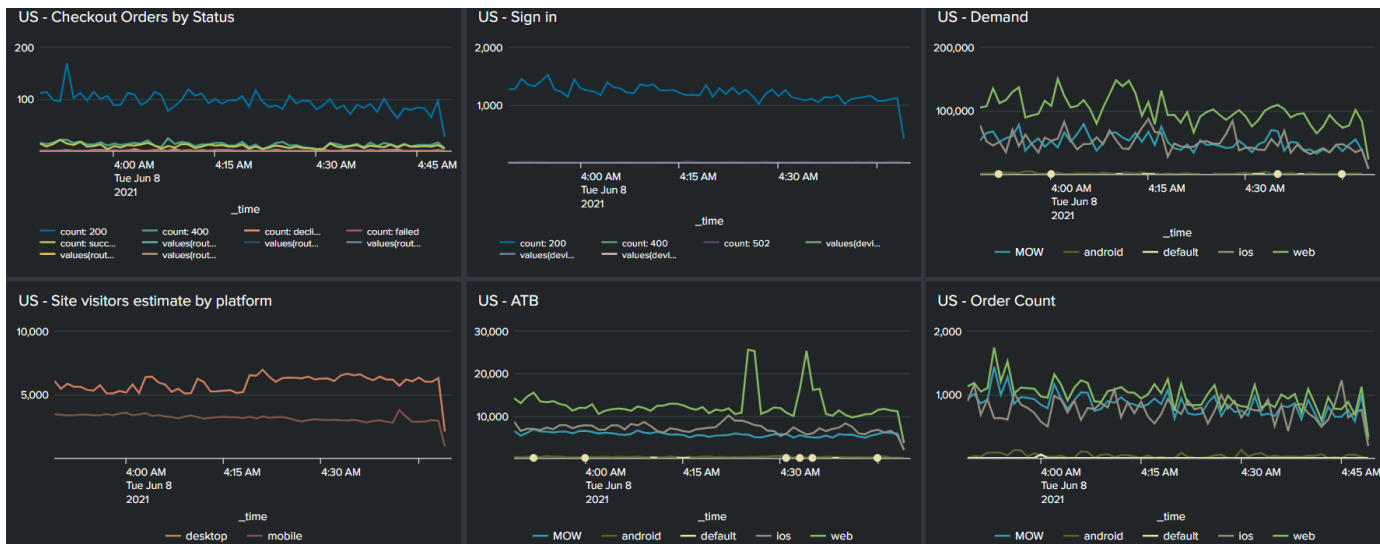 US - Checkout Orders by Status
200
100
4:00 AM 4:15 AM 4:30 AM 4:45 AM
Tue Jun 8
2021
_time
count: 200 count: 400 count: decli... count: failed
count: succ... values(rout... values(rout... values(rout...
values(rout... values(rout...
US - Sign in
2,000
1,000
4:00 AM 4:15 AM 4:30 AM
Tue Jun 8
2021
_time
count: 200 count: 400 count: 502 values(devi...
values(devi... values(devi...
US - Demand
200,000
100,000
4:00 AM 4:15 AM 4:30 AM
Tue Jun 8
2021
_time
MOW android default ios web
US - Site visitors estimate by platform
10,000
5,000
4:00 AM 4:15 AM 4:30 AM
Tue Jun 8
2021
_time
desktop mobile
US - ATB
30,000
20,000
10,000
4:00 AM 4:15 AM 4:30 AM
Tue Jun 8
2021
_time
MOW android default ios web
US - Order Count
2,000
1,000
4:00 AM 4:15 AM 4:30 AM 4:45 AM
Tue Jun 8
2021
_time
MOW android default ios web